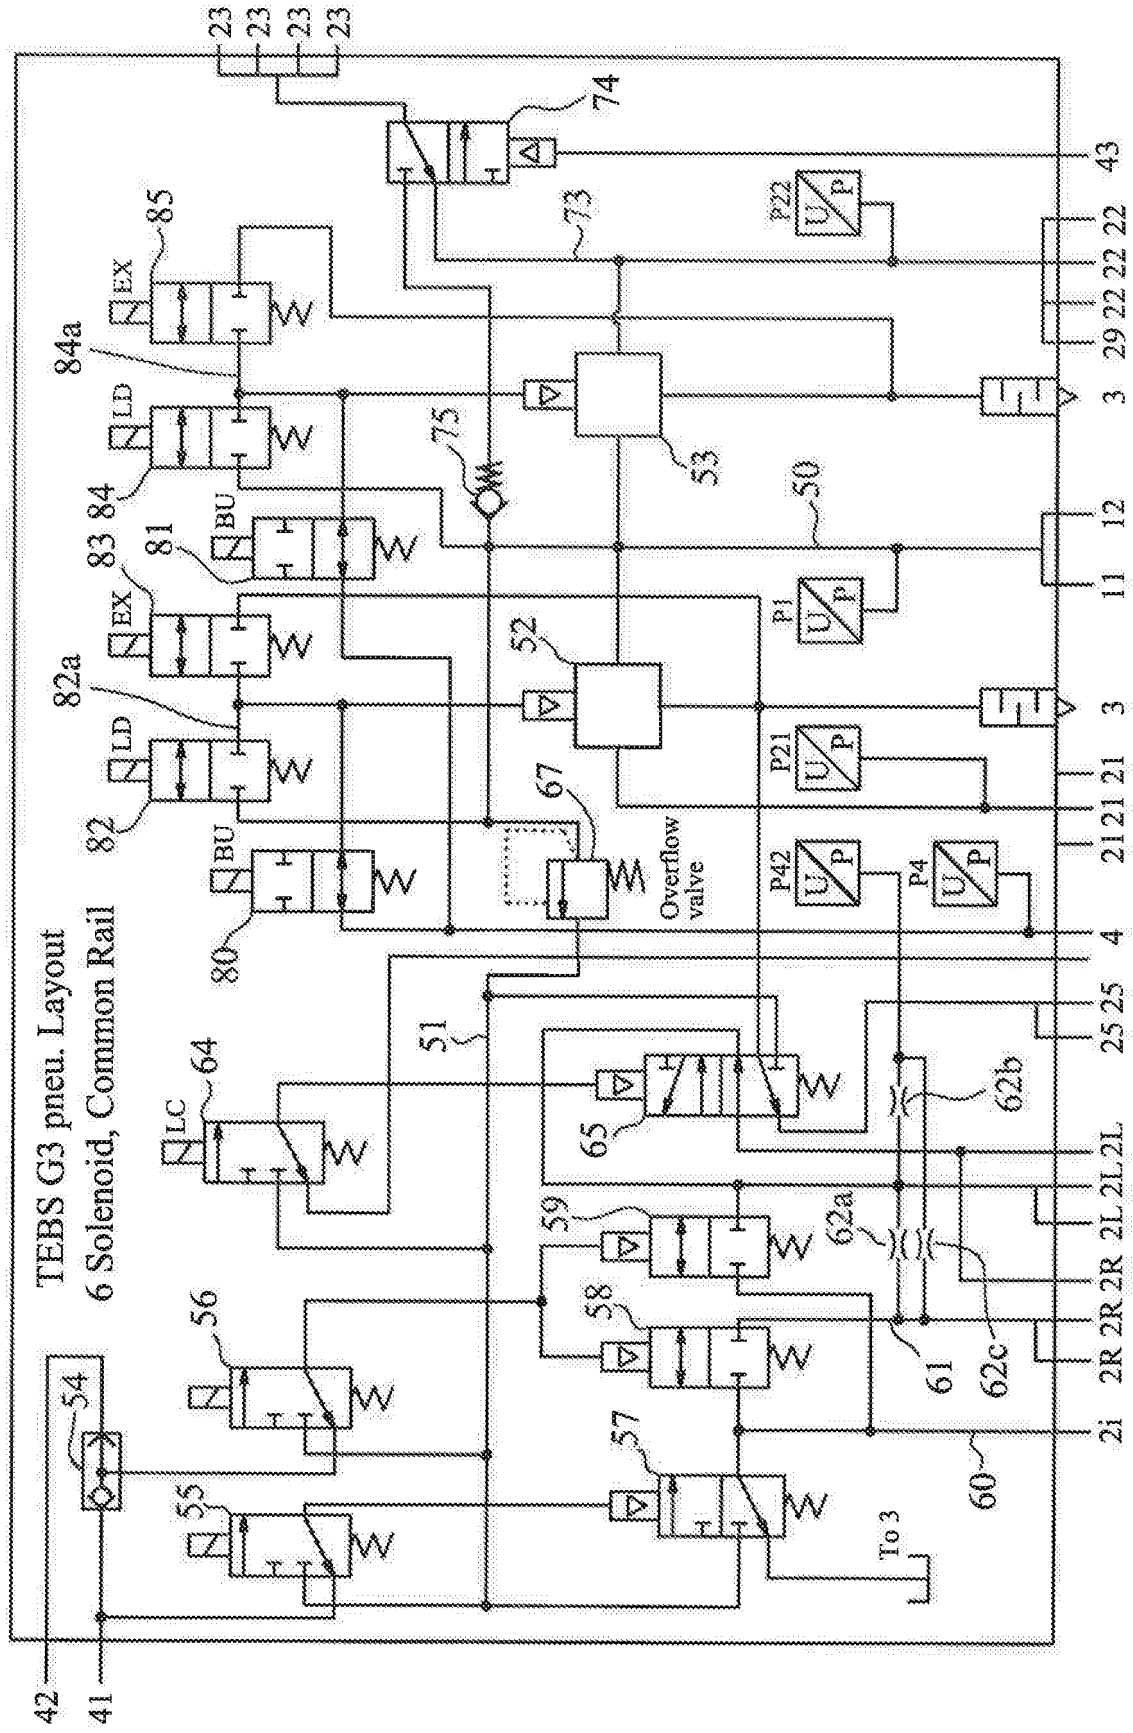 TEBS G3 pneu. Layout
6 Solenoid, Common Rail
42
41
54
55
56
LC
64
80
BU
82
LD
82a
83
EX
81
BU
84
LD
84a
EX
85
23
23
23
23
74
75
73
51
67
Overflow
valve
52
53
50
57
58
59
65
60
61
62a
62b
62c
To 3
P42
U
P
P4
U
P
P21
U
P
P1
U
P
P22
U
P
2i
2R
2R
2R
2L
2L
2L
25
25
4
21
21
21
3
11
12
3
29
22
22
22
43